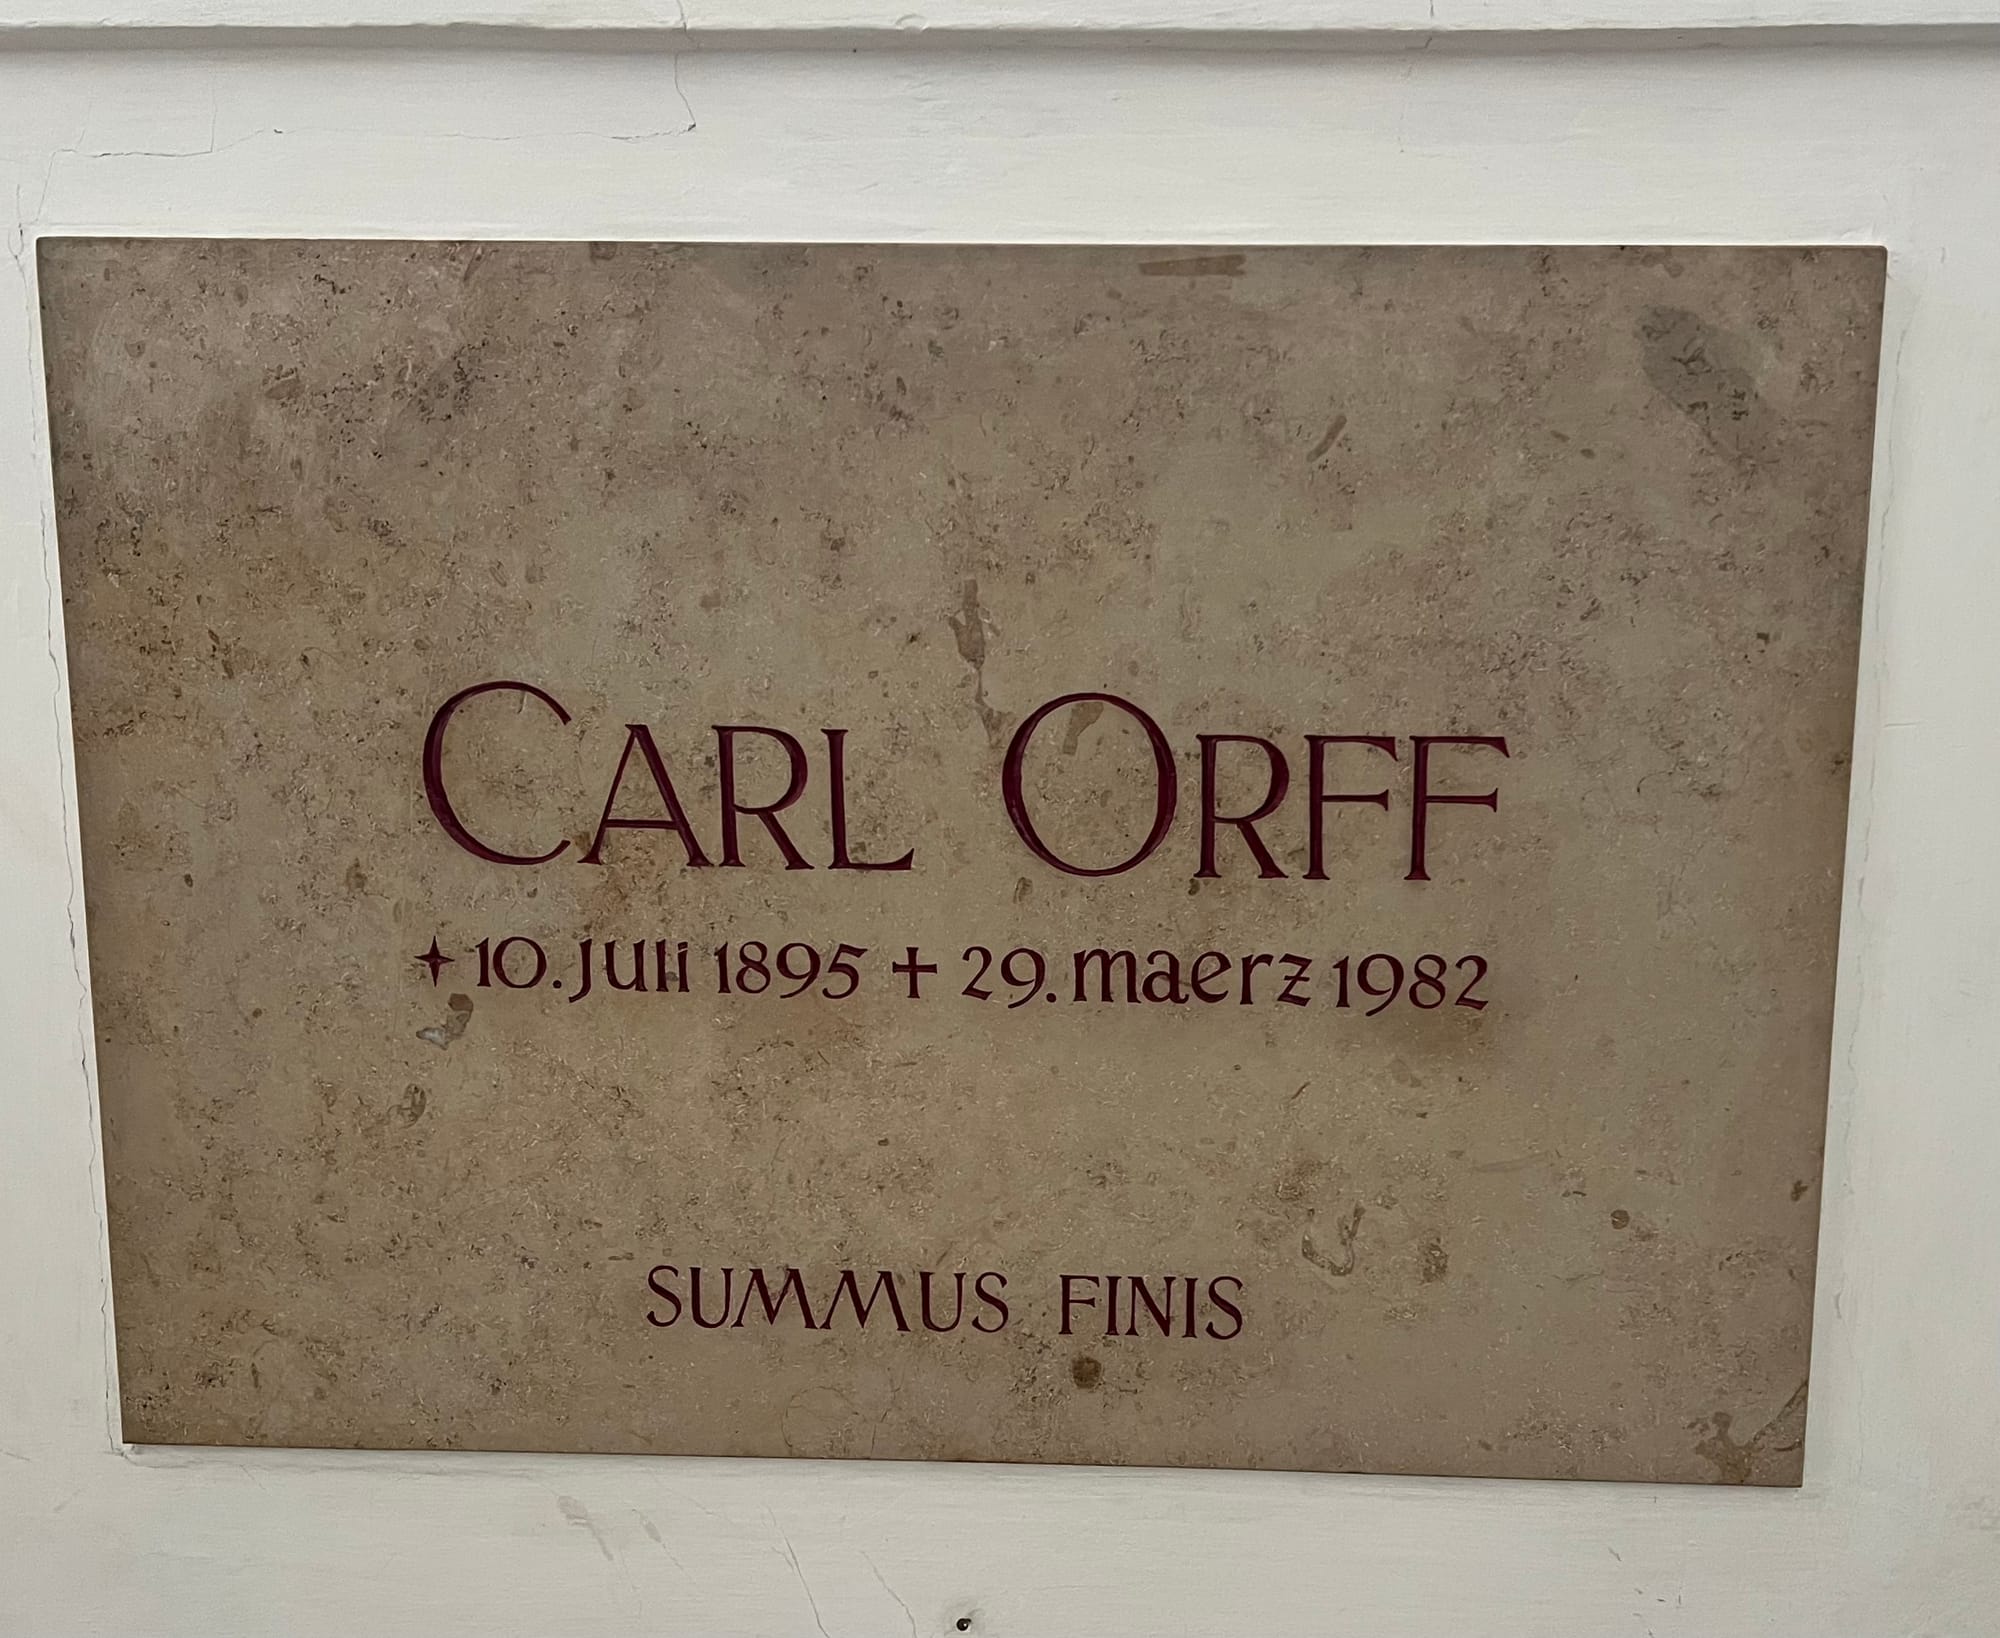 CARL ORFF
✦ 10. Juli 1895 ✝ 29. maerz 1982
SUMMUS FINIS